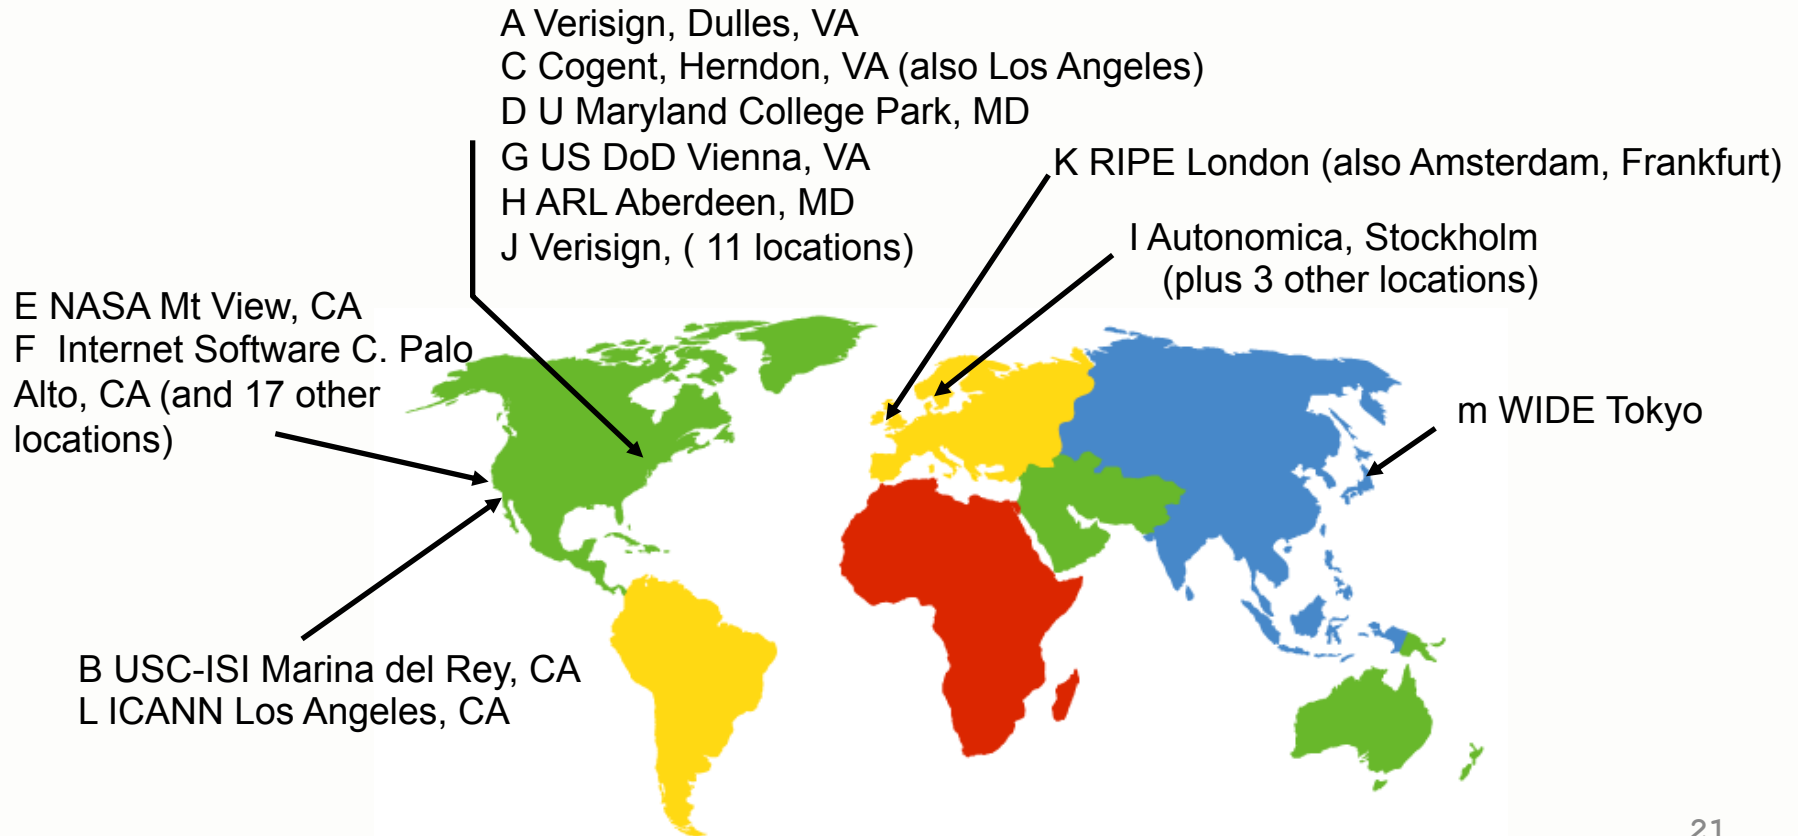 A Verisign, Dulles, VA
C Cogent, Herndon, VA (also Los Angeles)
D U Maryland College Park, MD
G US DoD Vienna, VA
H ARL Aberdeen, MD
J Verisign, ( 11 locations)
K RIPE London (also Amsterdam, Frankfurt)
I Autonomica, Stockholm
(plus 3 other locations)
E NASA Mt View, CA
F Internet Software C. Palo
Alto, CA (and 17 other
locations)
m WIDE Tokyo
B USC-ISI Marina del Rey, CA
L ICANN Los Angeles, CA
21